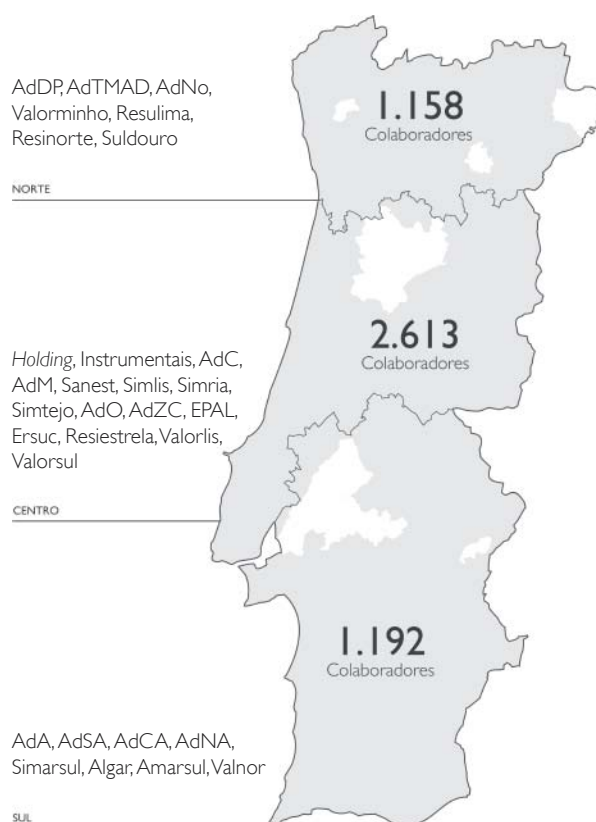 AdDP, AdTMAD, AdNo,
Valorminho, Resulima,
Resinorte, Suldouro
NORTE
1.158
Colaboradores
2.613
Colaboradores
Holding, Instrumentais, AdC,
AdM, Sanest, Simlis, Simria,
Simtejo, AdO, AdZC, EPAL,
Ersuc, Resiestrela, Valorlis,
Valorsul
CENTRO
1.192
Colaboradores
AdA, AdSA, AdCA, AdNA,
Simarsul, Algar, Amarsul, Valnor
SUL